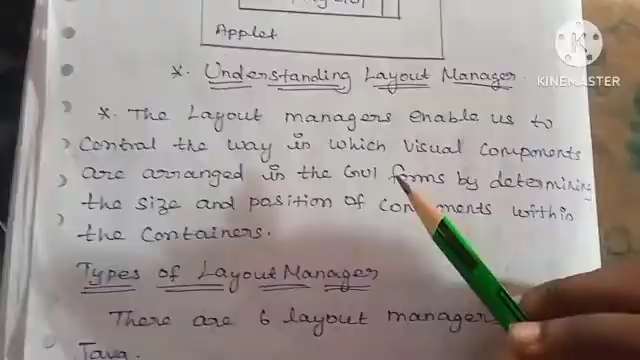 Applet
*. Understanding Layout Manager.
*. The Layout managers enable us to
Control the way in which visual components
are arranged in the GUI forms by determining
the size and position of components within
the containers.
Types of Layout Manager
There are 6 layout managers
Java.
K
KINEMASTER